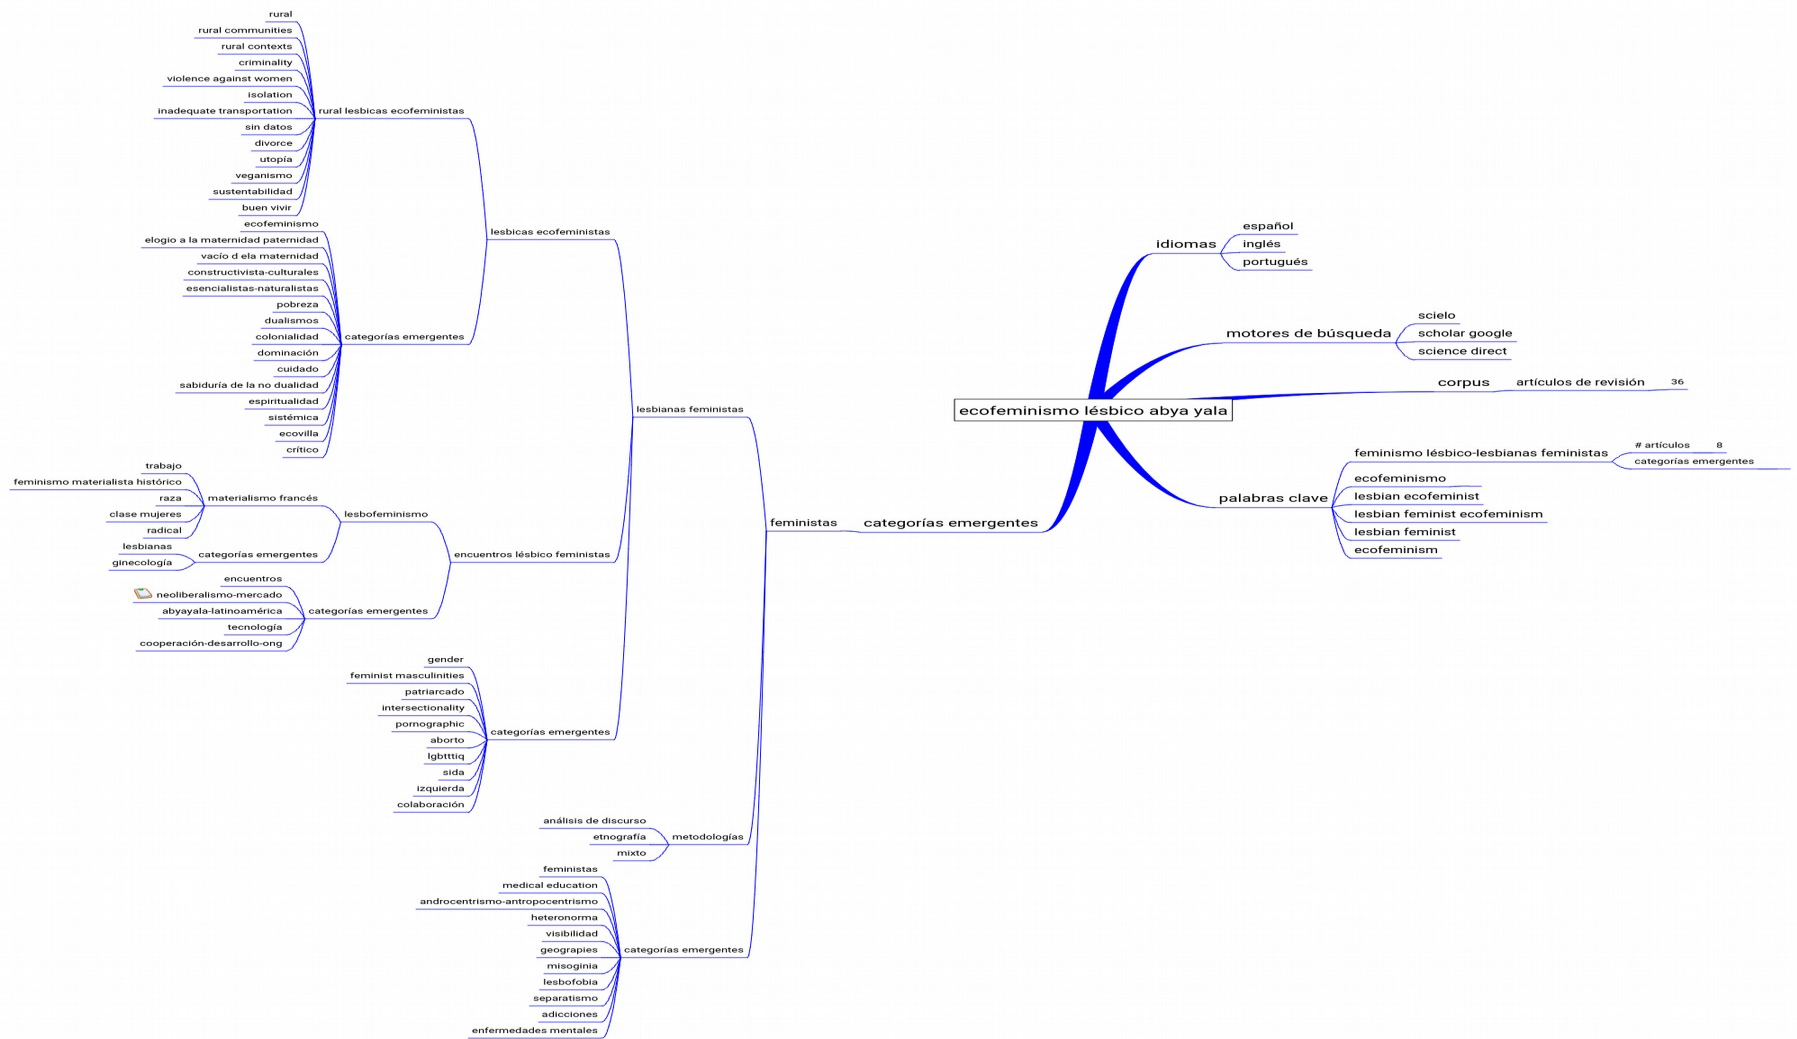 rural
rural communities
rural contexts
criminality
violence against women
isolation
inadequate transportation
sin datos
divorce
utopía
veganismo
sustentabilidad
buen vivir
rural lesbicas ecofeministas
ecofeminismo
elogio a la maternidad paternidad
vacío d ela maternidad
constructivista-culturales
esencialistas-naturalistas
pobreza
dualismos
colonialidad
dominación
cuidado
sabiduría de la no dualidad
espiritualidad
sistémica
ecovilla
crítico
categorías emergentes
lesbicas ecofeministas
trabajo
feminismo materialista histórico
raza
clase mujeres
radical
materialismo francés
lesbianas
ginecología
categorías emergentes
lesbofeminismo
encuentros
neoliberalismo-mercado
abyayala-latinoamérica
tecnología
cooperación-desarrollo-ong
categorías emergentes
encuentros lésbico feministas
gender
feminist masculinities
patriarcado
intersectionality
pornographic
aborto
lgbtttiq
sida
izquierda
colaboración
categorías emergentes
lesbianas feministas
análisis de discurso
etnografía
mixto
metodologías
feministas
medical education
androcentrismo-antropocentrismo
heteronorma
visibilidad
geograpies
misoginia
lesbofobia
separatismo
adicciones
enfermedades mentales
categorías emergentes
feministas
categorías emergentes
ecofeminismo lésbico abya yala
idiomas
español
inglés
portugués
motores de búsqueda
scielo
scholar google
science direct
corpus
artículos de revisión
36
palabras clave
feminismo lésbico-lesbianas feministas
# artículos
8
categorías emergentes
ecofeminismo
lesbian ecofeminist
lesbian feminist ecofeminism
lesbian feminist
ecofeminism